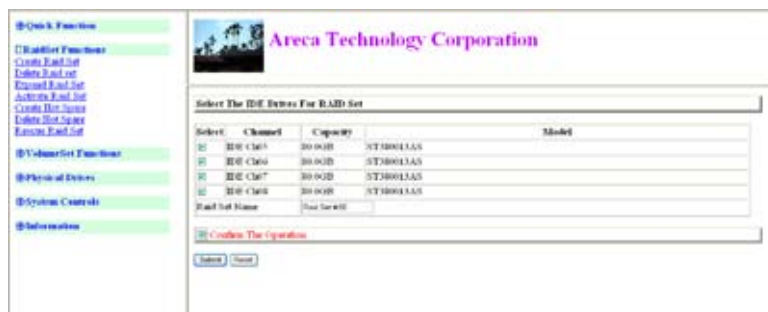 Quick Function
RaidSet Functions
Create Raid Set
Delete Raid set
Expand Raid Set
Activate Raid Set
Create Hot Spare
Delete Hot Spare
Rescue Raid Set
VolumeSet Functions
Physical Drives
System Controls
Information
Areca Technology Corporation
Select The IDE Drives For RAID Set
Select Channel Capacity Model
IDE Ch05 80.0GB ST380013AS
IDE Ch06 80.0GB ST380013AS
IDE Ch07 80.0GB ST380013AS
IDE Ch08 80.0GB ST380013AS
Raid Set Name
Confirm The Operation
Submit Reset